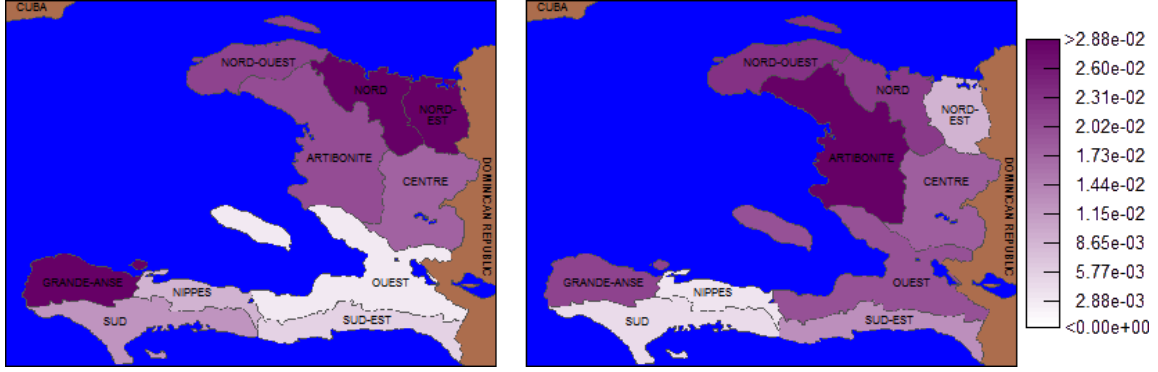 CUBA
NORD-OUEST
NORD
NORD-
EST
ARTIBONITE
CENTRE
DOMINICAN REPUBLIC
GRANDE-ANSE
NIPPES
OUEST
SUD
SUD-EST
CUBA
NORD-OUEST
NORD
NORD-
EST
ARTIBONITE
CENTRE
DOMINICAN REPUBLIC
GRANDE-ANSE
NIPPES
OUEST
SUD
SUD-EST
>2.88e-02
2.60e-02
2.31e-02
2.02e-02
1.73e-02
1.44e-02
1.15e-02
8.65e-03
5.77e-03
2.88e-03
<0.00e+00